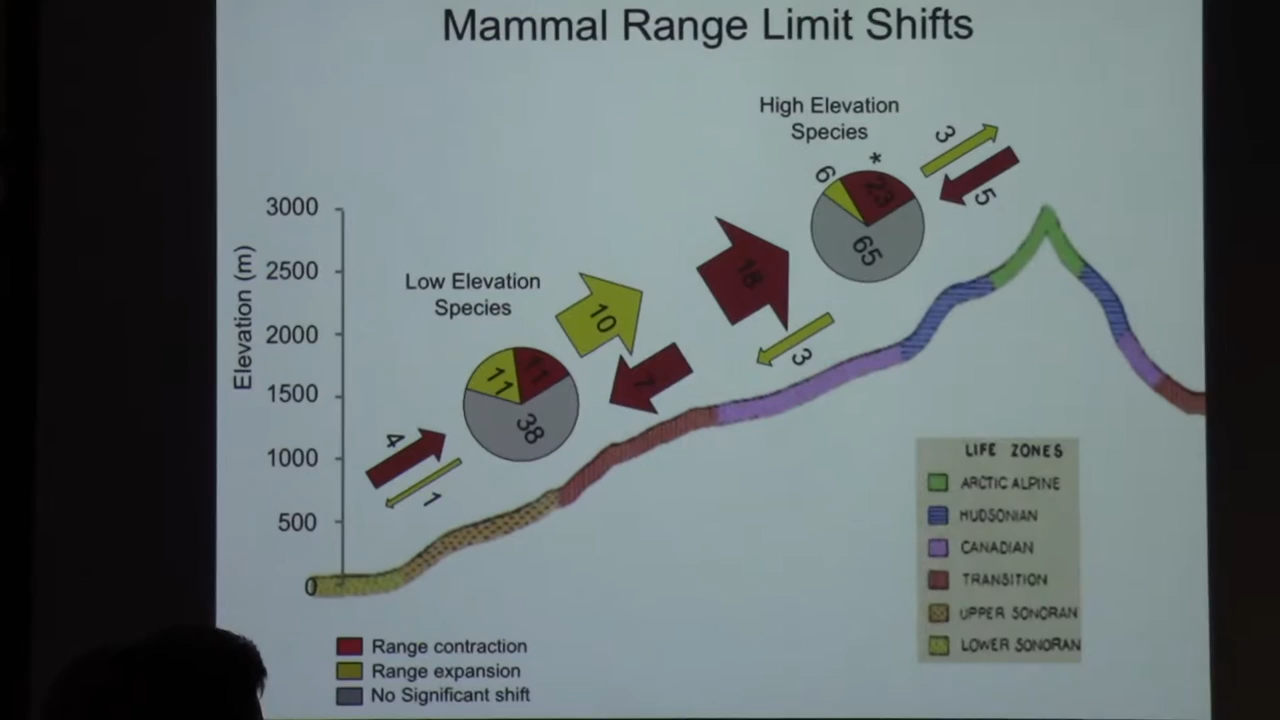 Mammal Range Limit Shifts
High Elevation
Species
3
*
6
23
5
65
3000
Elevation (m)
2500
Low Elevation
Species
18
10
2000
3
11
11
7
1500
38
4
1000
1
LIFE ZONES
ARCTIC ALPINE
500
HUDSONIAN
CANADIAN
0
TRANSITION
UPPER SONORAN
LOWER SONORAN
Range contraction
Range expansion
No Significant shift